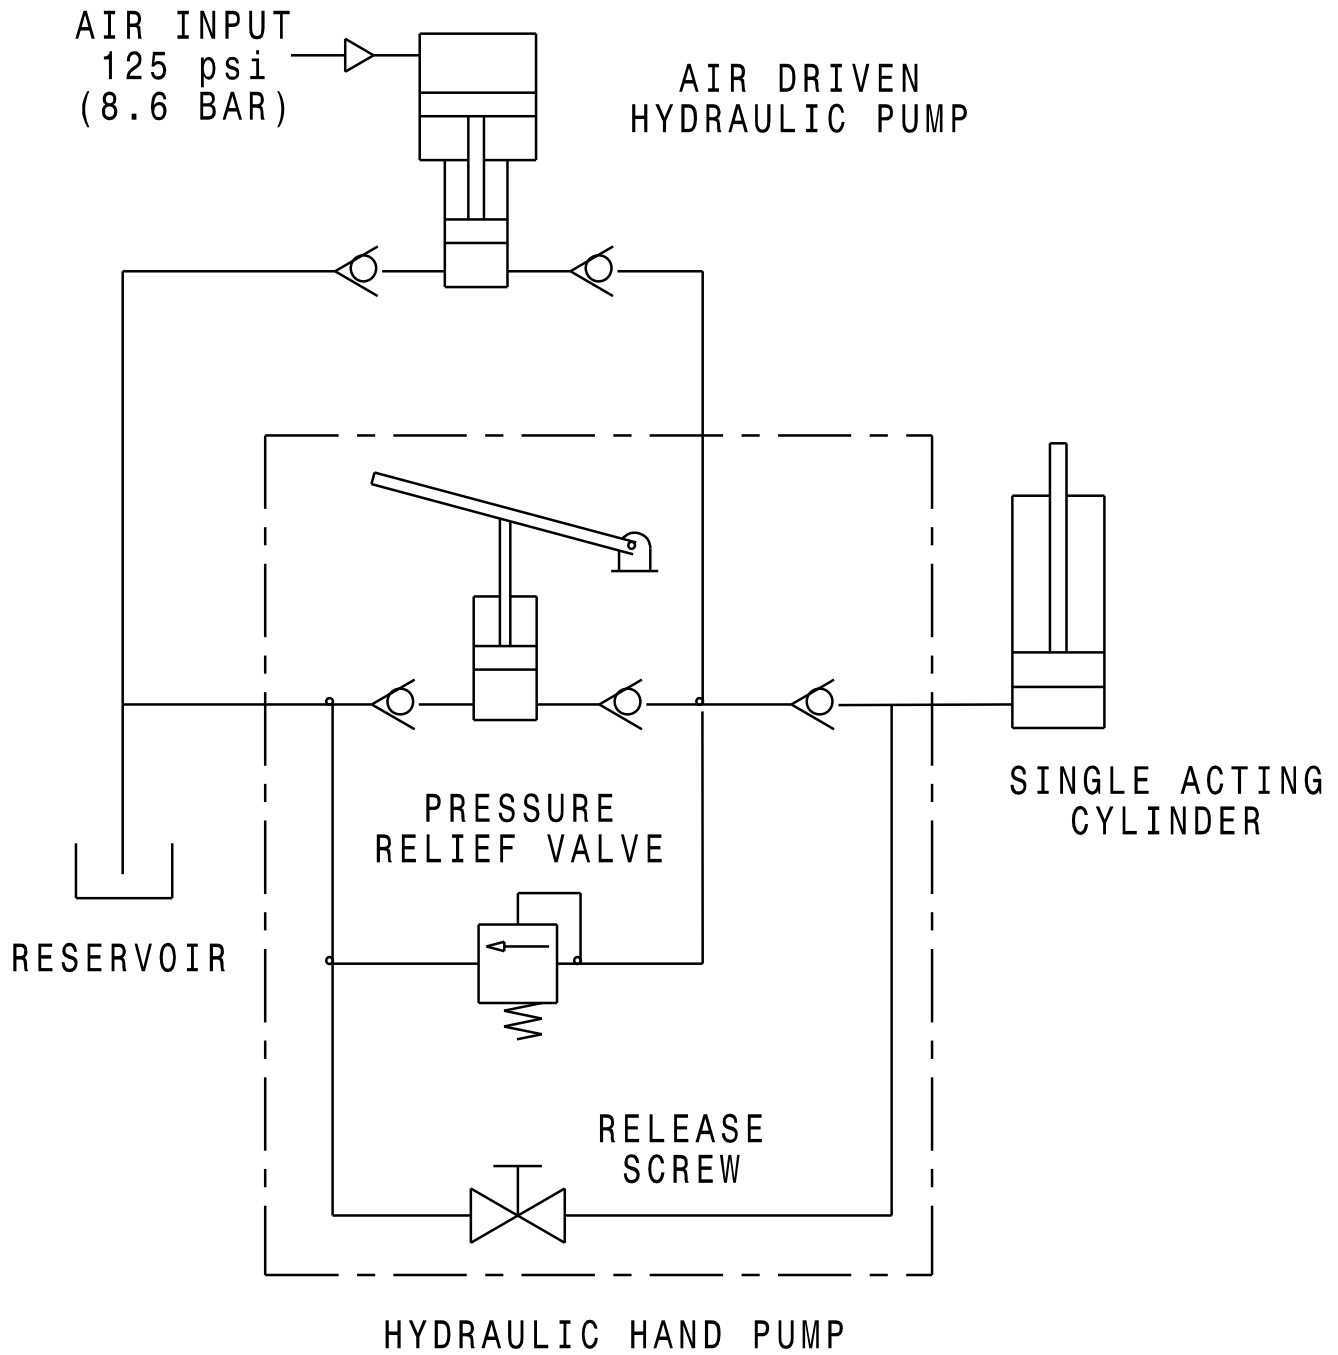 AIR INPUT
125 psi
(8.6 BAR)
AIR DRIVEN
HYDRAULIC PUMP
SINGLE ACTING
CYLINDER
PRESSURE
RELIEF VALVE
RESERVOIR
RELEASE
SCREW
HYDRAULIC HAND PUMP